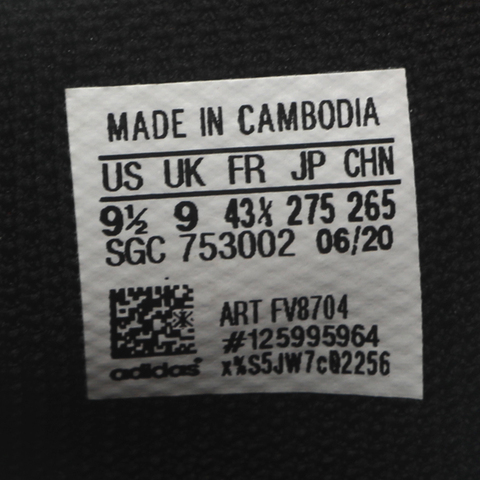 MADE IN CAMBODIA
US UK FR JP CHN
9½ 9 43⅓ 275 265
SGC 753002 06/20
ART FV8704
#125995964
adidas
x%S5JW7cQ2256